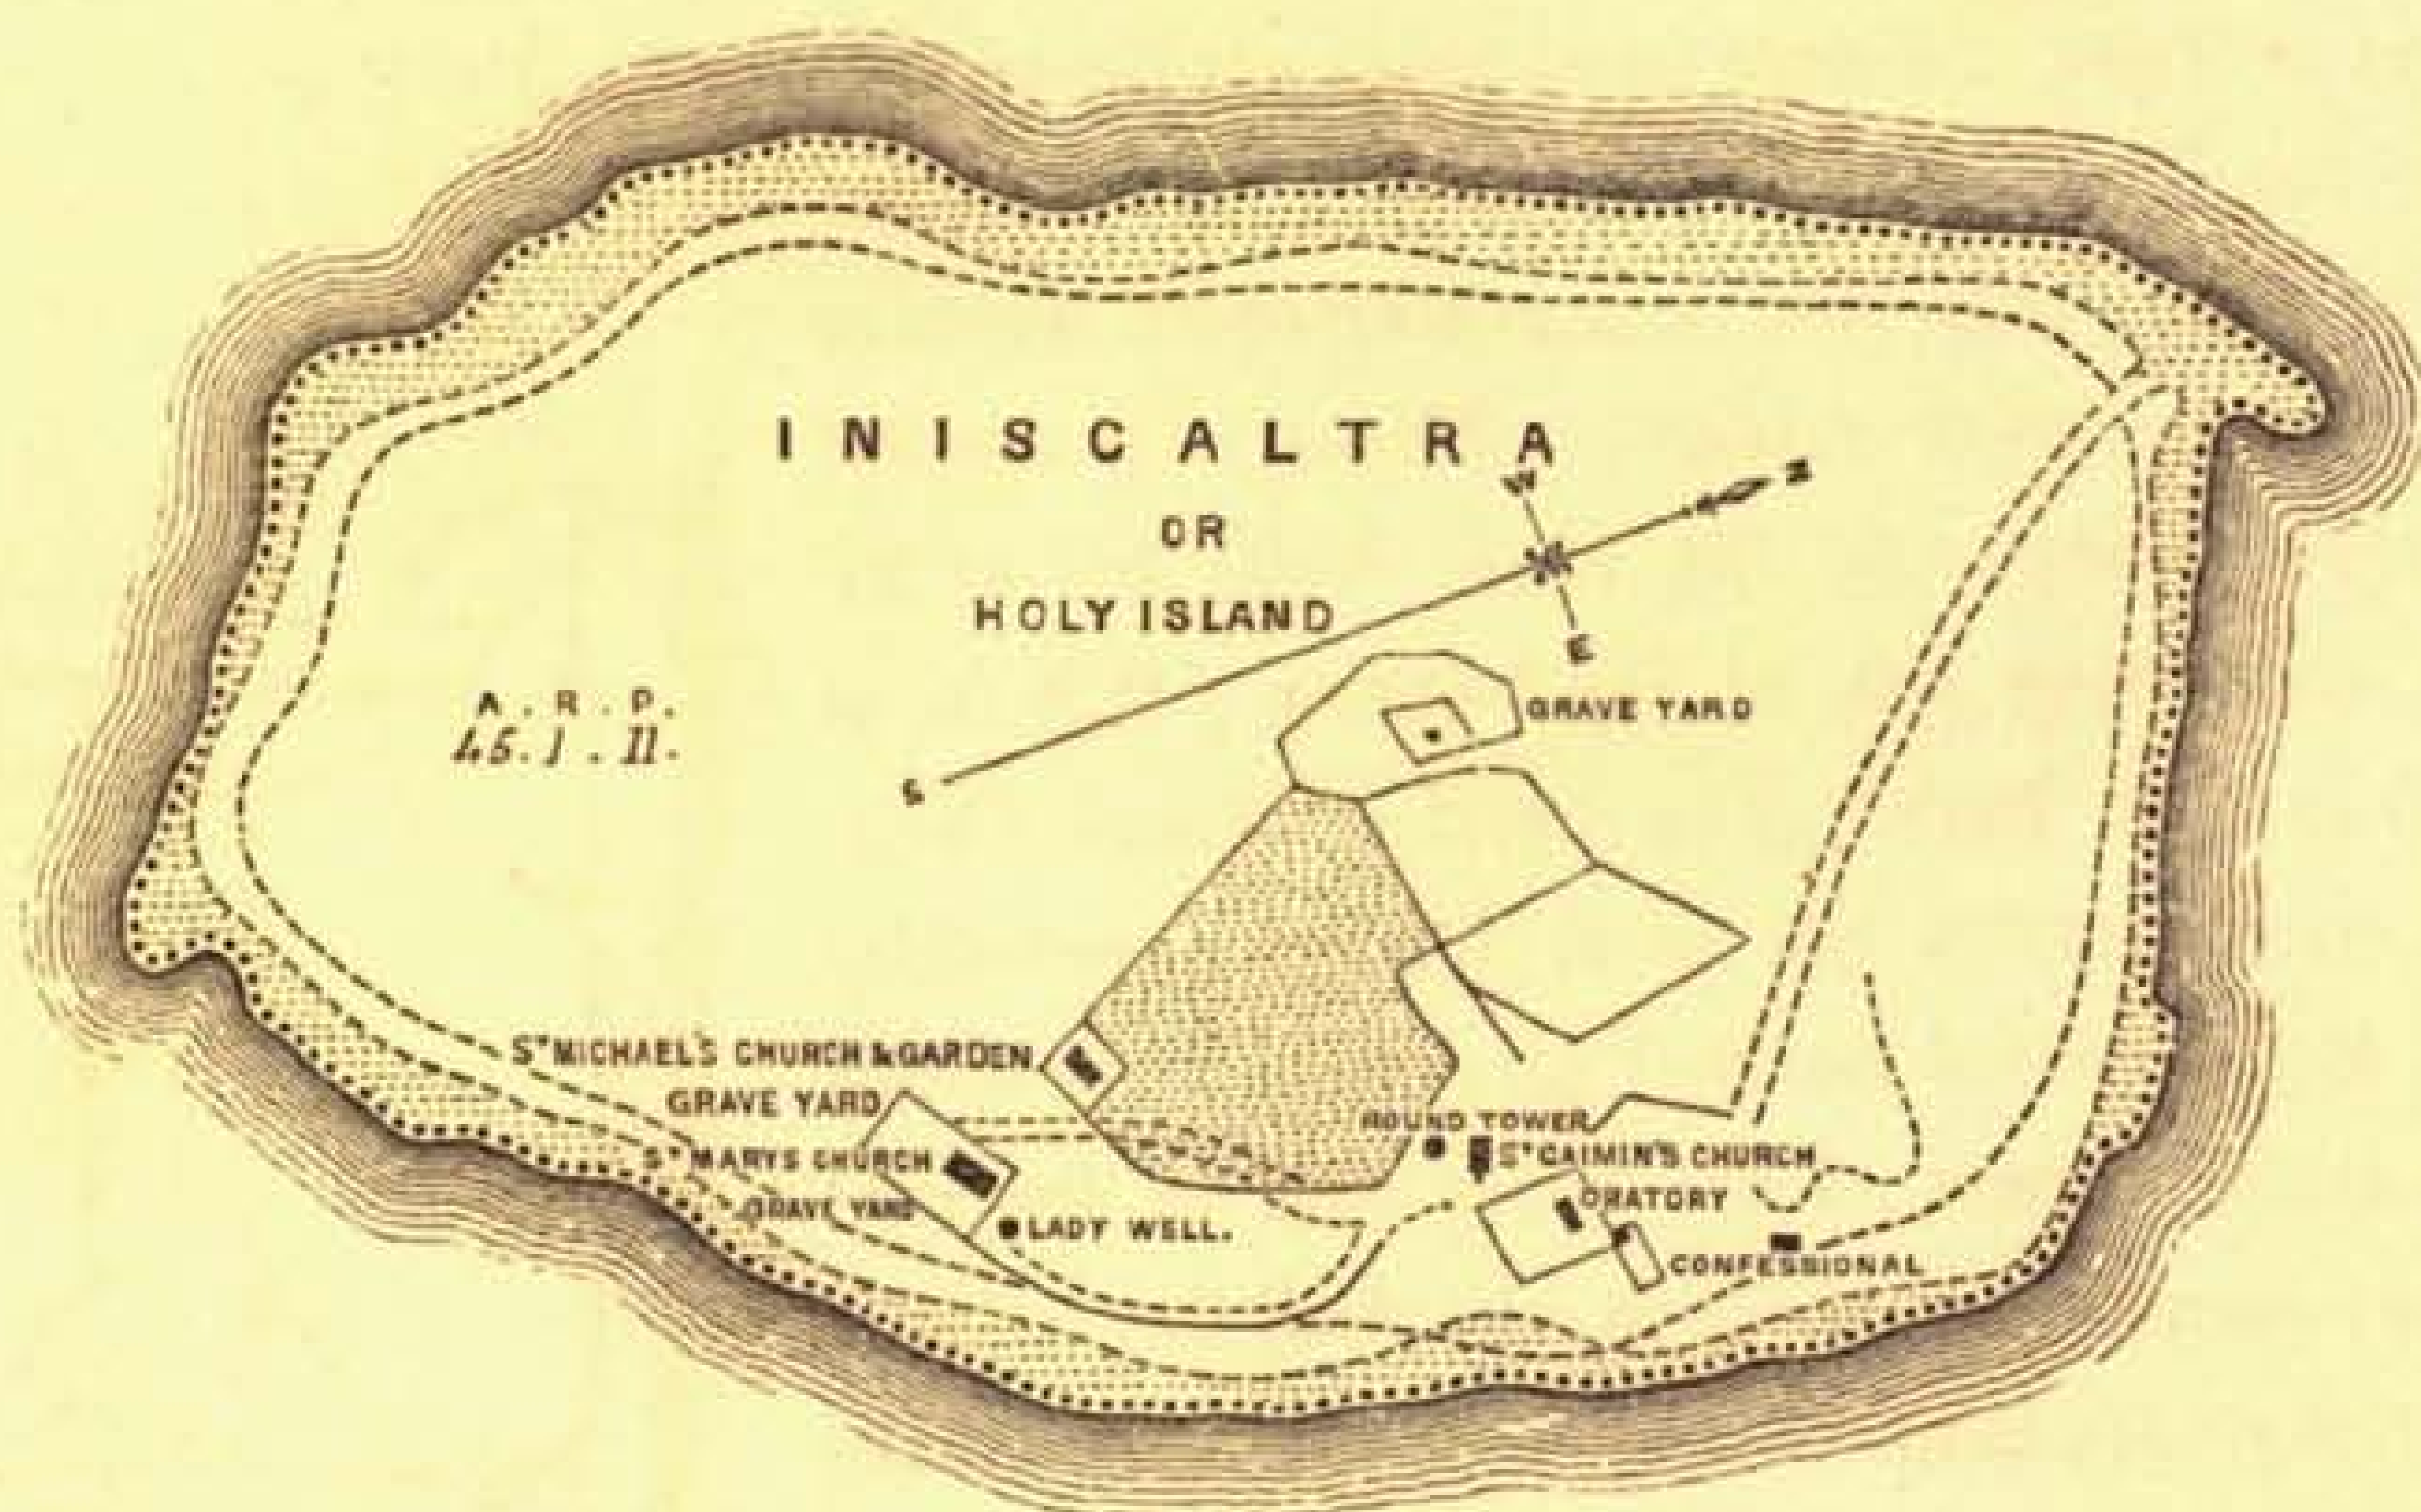 INISCALTRA
W
N
OR
HOLY ISLAND
E
S
GRAVE YARD
A. R. P.
45. 1. 11.
ST MICHAEL'S CHURCH & GARDEN
GRAVE YARD
ROUND TOWER
ST MARYS CHURCH
ST CAIMIN'S CHURCH
GRAVE YARD
ORATORY
LADY WELL.
CONFESSIONAL